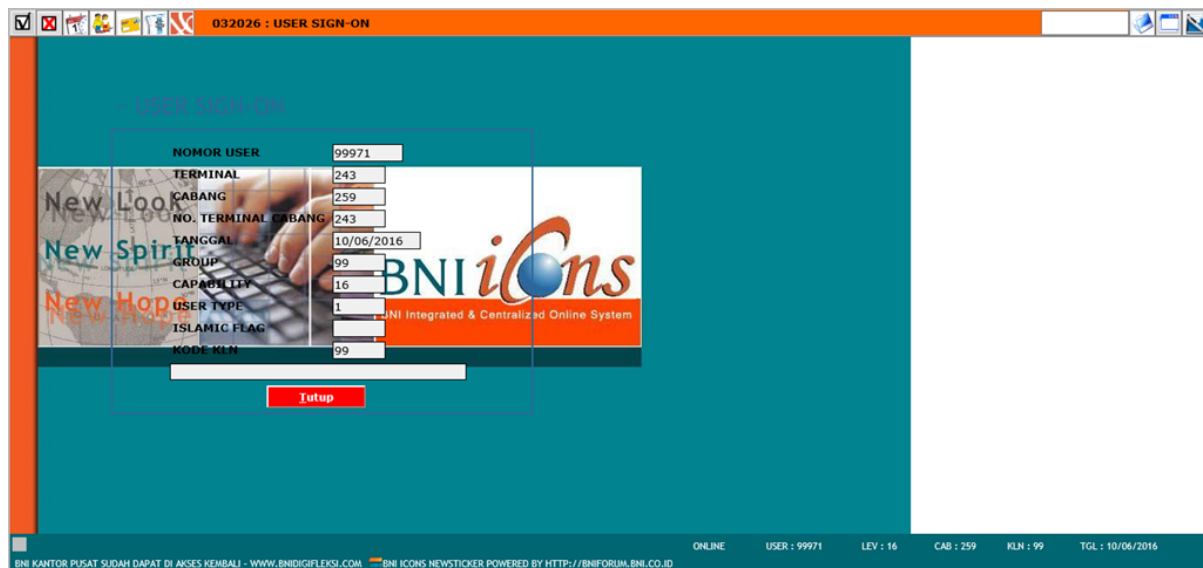 032026 : USER SIGN-ON
- USER SIGN-ON
NOMOR USER 99971
TERMINAL 243
CABANG 259
NO. TERMINAL CABANG 243
TANGGAL 10/06/2016
GROUP 99
CAPABILITY 16
USER TYPE 1
ISLAMIC FLAG
KODE KLN 99
Tutup
New Look
New Spirit
New Hope
BNI icons
BNI Integrated & Centralized Online System
ONLINE USER : 99971 LEV : 16 CAB : 259 KLN : 99 TGL : 10/06/2016
BNI KANTOR PUSAT SUDAH DAPAT DI AKSES KEMBALI - WWW.BNIDIGIFLEKSI.COM BNI ICONS NEWSTICKER POWERED BY HTTP://BNIFORUM.BNI.CO.ID